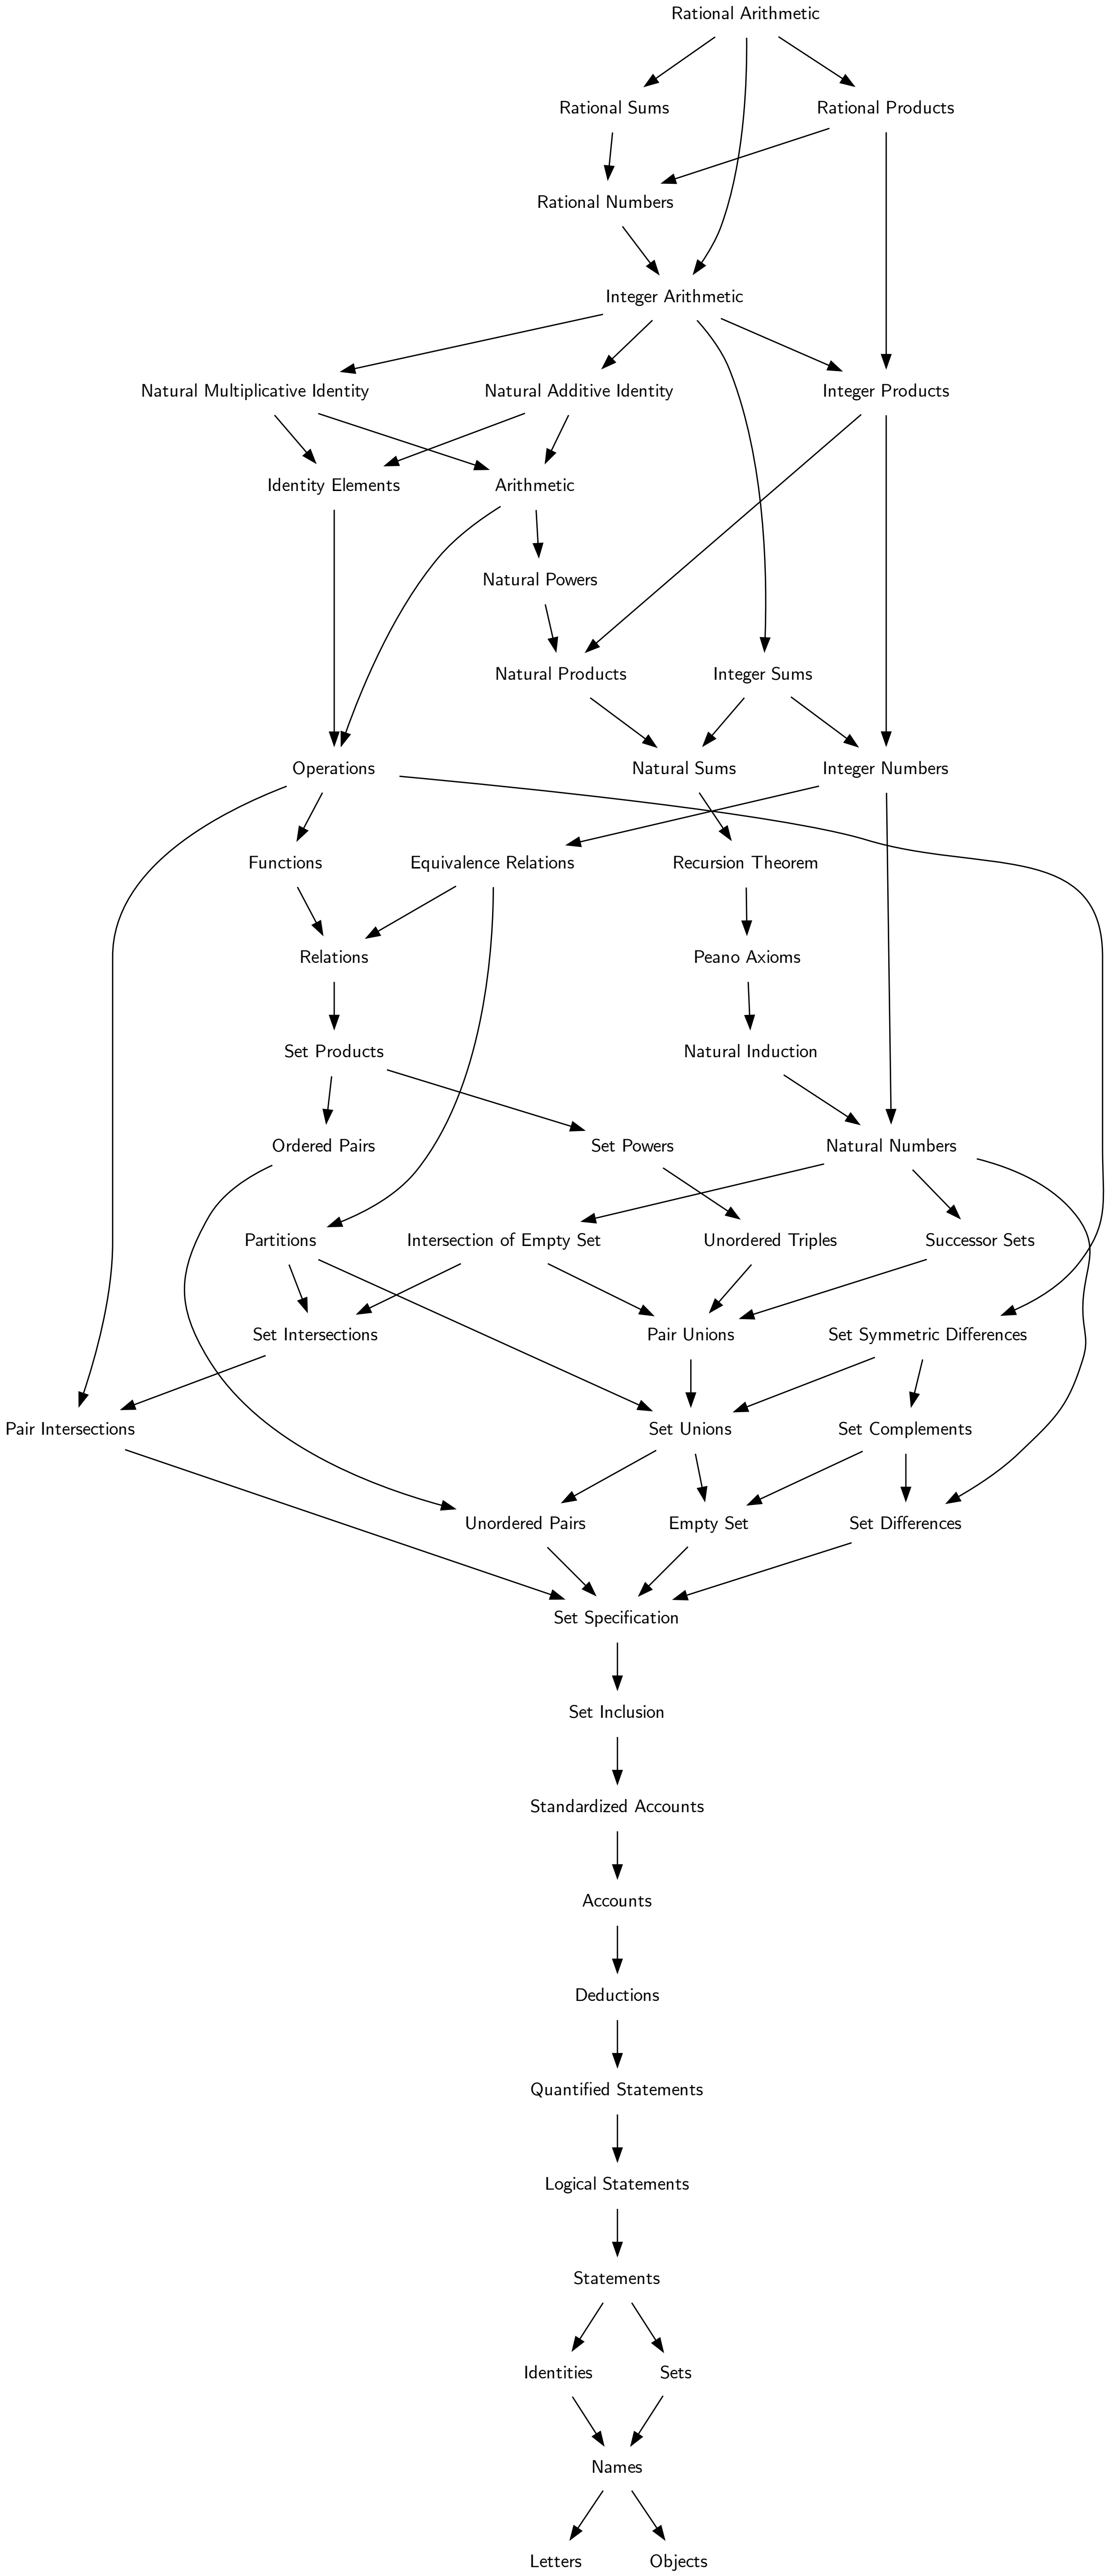 Rational Arithmetic
Rational Sums
Rational Products
Rational Numbers
Integer Arithmetic
Natural Multiplicative Identity
Natural Additive Identity
Integer Products
Identity Elements
Arithmetic
Natural Powers
Natural Products
Integer Sums
Operations
Natural Sums
Integer Numbers
Functions
Equivalence Relations
Recursion Theorem
Relations
Peano Axioms
Set Products
Natural Induction
Ordered Pairs
Set Powers
Natural Numbers
Partitions
Intersection of Empty Set
Unordered Triples
Successor Sets
Set Intersections
Pair Unions
Set Symmetric Differences
Pair Intersections
Set Unions
Set Complements
Unordered Pairs
Empty Set
Set Differences
Set Specification
Set Inclusion
Standardized Accounts
Accounts
Deductions
Quantified Statements
Logical Statements
Statements
Identities
Sets
Names
Letters
Objects